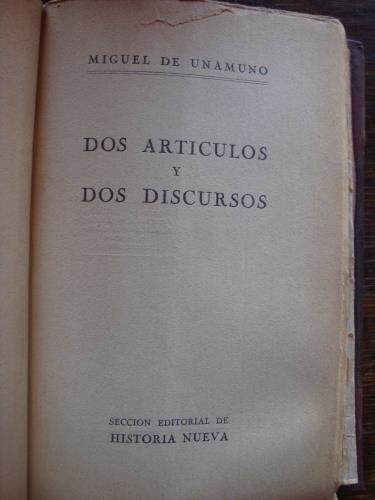 MIGUEL DE UNAMUNO
DOS ARTICULOS
Y
DOS DISCURSOS
SECCION EDITORIAL DE
HISTORIA NUEVA